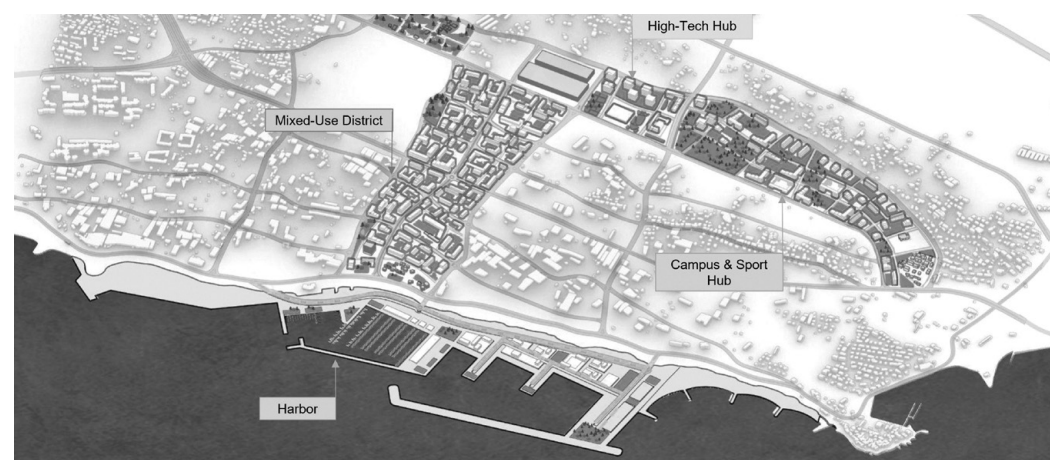 High-Tech Hub
Mixed-Use District
Campus & Sport
Hub
Harbor